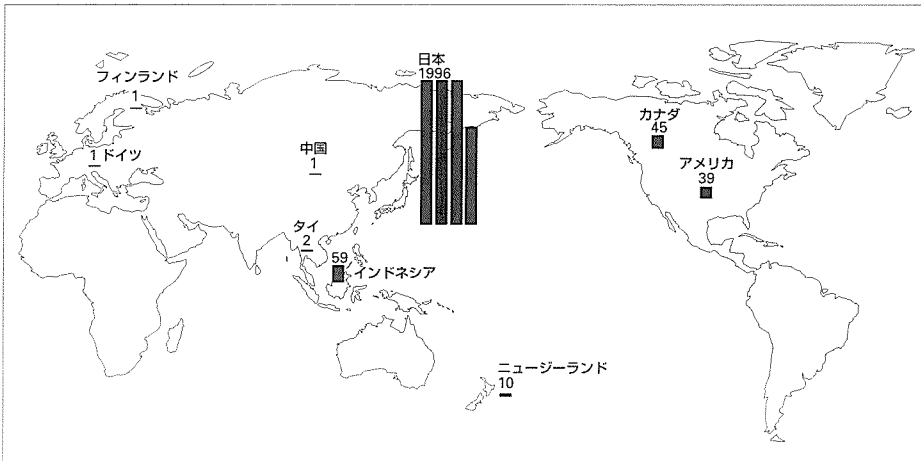 フィンランド
1
1 ドイツ
中国
1
タイ
2
59
インドネシア
日本
1996
カナダ
45
アメリカ
39
ニュージーランド
10